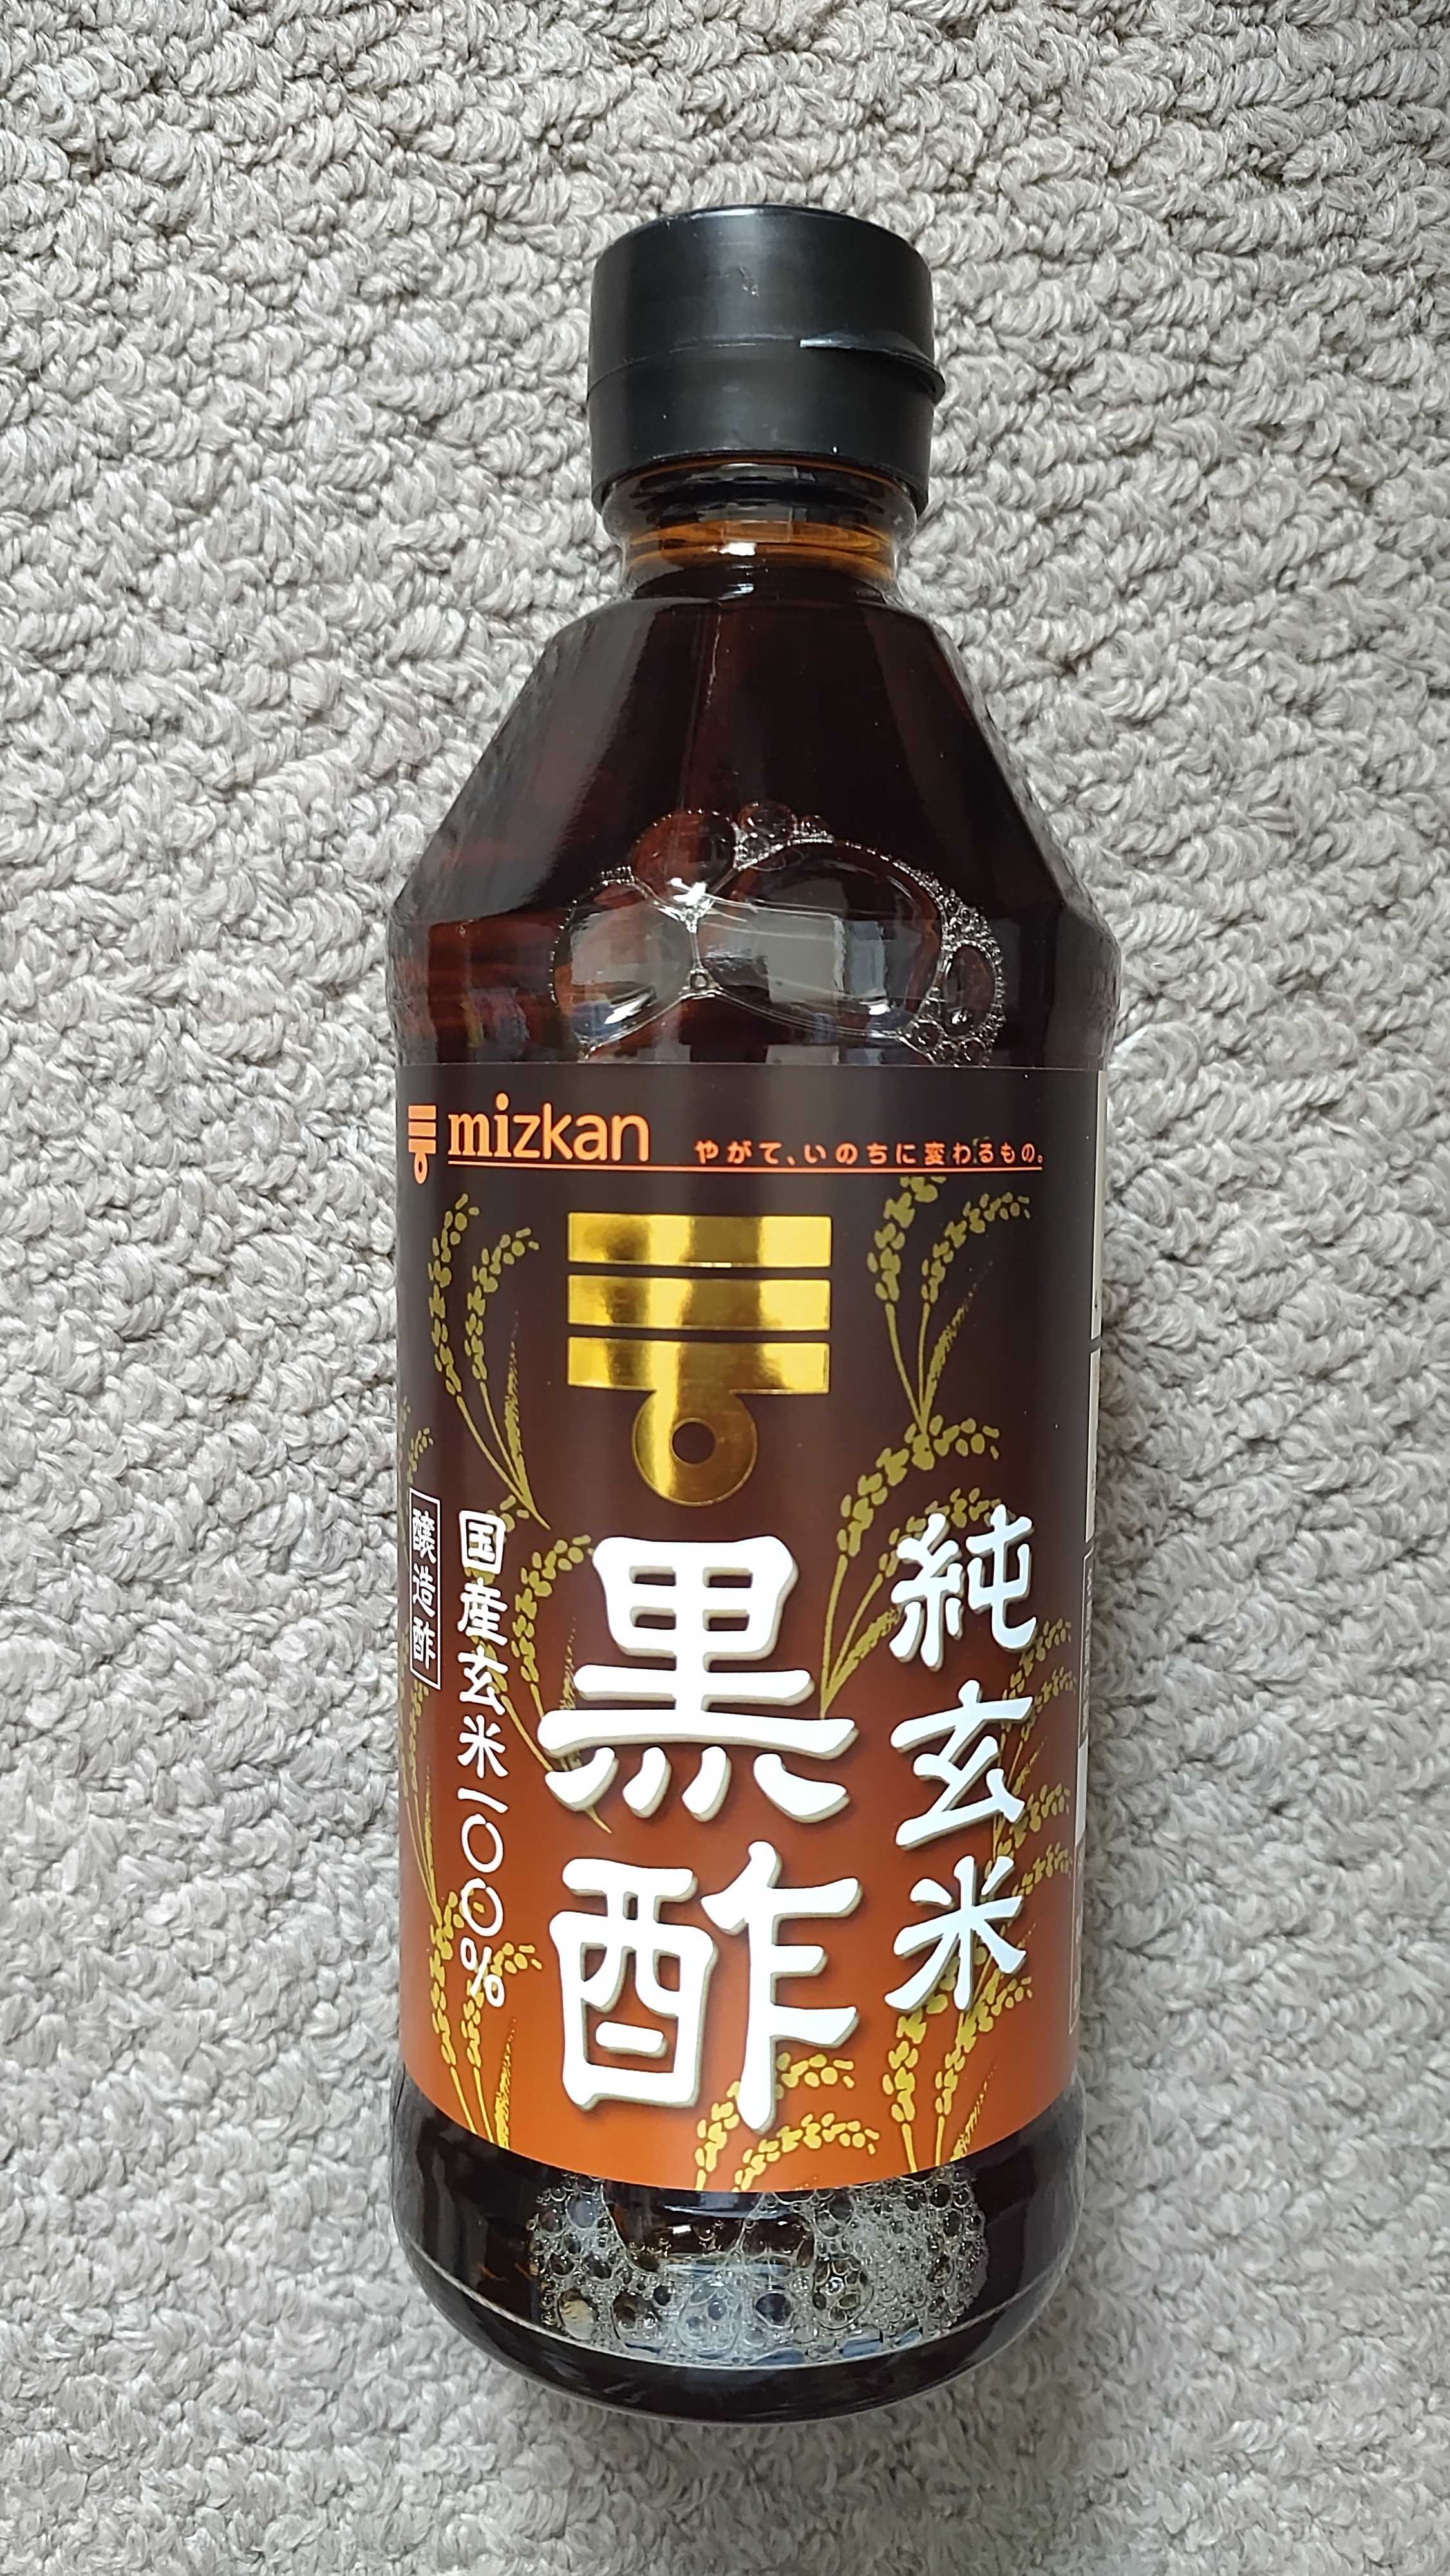 mizkan
やがて、いのちに変わるもの。
純玄米
黒酢
国産玄米100%
醸造酢